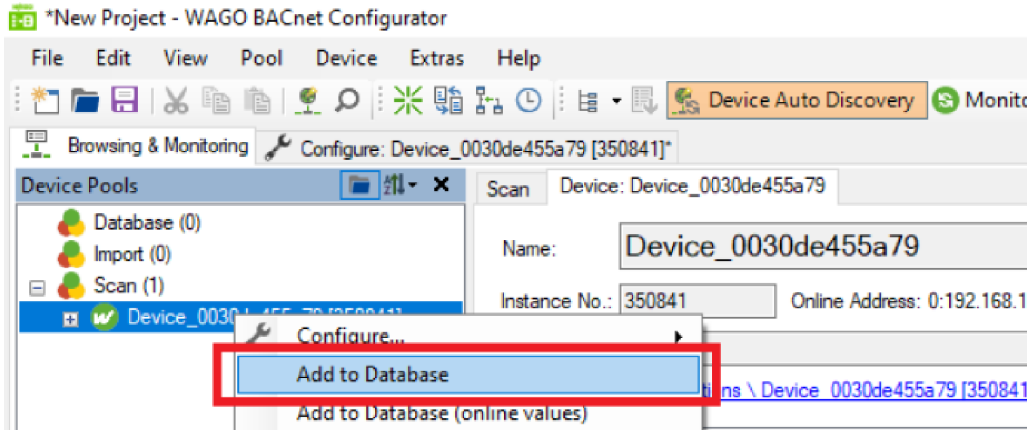 *New Project - WAGO BACnet Configurator
File Edit View Pool Device Extras Help
Device Auto Discovery
Browsing & Monitoring Configure: Device_0030de455a79 [350841]*
Device Pools Scan Device: Device_0030de455a79
Database (0)
Import (0) Name: Device_0030de455a79
Scan (1)
Instance No.: 350841 Online Address: 0:192.168.1
Configure...
Add to Database
\ Device_0030de455a79 [350841
Add to Database (online values)